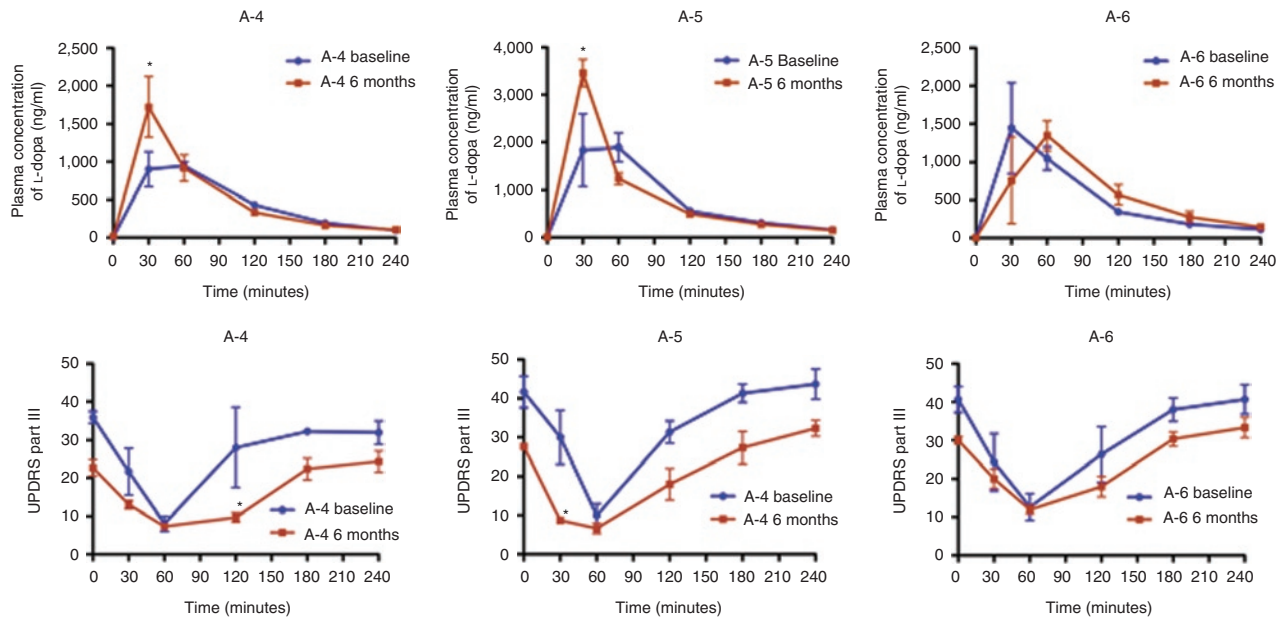 A-4
Plasma concentration
of L-dopa (ng/ml)
2,500
2,000
1,500
1,000
500
0
*
A-4 baseline
A-4 6 months
0 30 60 90 120 150 180 210 240
Time (minutes)
A-5
Plasma concentration
of L-dopa (ng/ml)
4,000
3,000
2,000
1,000
0
*
A-5 Baseline
A-5 6 months
0 30 60 90 120 150 180 210 240
Time (minutes)
A-6
Plasma concentration
of L-dopa (ng/ml)
2,500
2,000
1,500
1,000
500
0
A-6 baseline
A-6 6 months
0 30 60 90 120 150 180 210 240
Time (minutes)
A-4
UPDRS part III
50
40
30
20
10
0
*
A-4 baseline
A-4 6 months
0 30 60 90 120 150 180 210 240
Time (minutes)
A-5
UPDRS part III
50
40
30
20
10
0
*
A-4 baseline
A-4 6 months
0 30 60 90 120 150 180 210 240
Time (minutes)
A-6
UPDRS part III
50
40
30
20
10
0
A-6 baseline
A-6 6 months
0 30 60 90 120 150 180 210 240
Time (minutes)